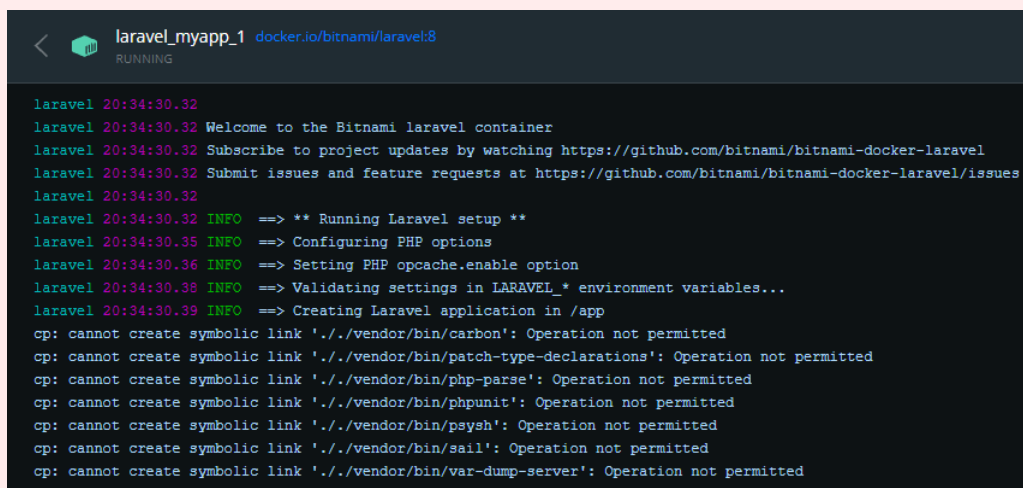 laravel_myapp_1 docker.io/bitnami/laravel:8
RUNNING
laravel 20:34:30.32
laravel 20:34:30.32 Welcome to the Bitnami laravel container
laravel 20:34:30.32 Subscribe to project updates by watching https://github.com/bitnami/bitnami-docker-laravel
laravel 20:34:30.32 Submit issues and feature requests at https://github.com/bitnami/bitnami-docker-laravel/issues
laravel 20:34:30.32
laravel 20:34:30.32 INFO  ==> ** Running Laravel setup **
laravel 20:34:30.35 INFO  ==> Configuring PHP options
laravel 20:34:30.36 INFO  ==> Setting PHP opcache.enable option
laravel 20:34:30.38 INFO  ==> Validating settings in LARAVEL_* environment variables...
laravel 20:34:30.39 INFO  ==> Creating Laravel application in /app
cp: cannot create symbolic link '././vendor/bin/carbon': Operation not permitted
cp: cannot create symbolic link '././vendor/bin/patch-type-declarations': Operation not permitted
cp: cannot create symbolic link '././vendor/bin/php-parse': Operation not permitted
cp: cannot create symbolic link '././vendor/bin/phpunit': Operation not permitted
cp: cannot create symbolic link '././vendor/bin/psysh': Operation not permitted
cp: cannot create symbolic link '././vendor/bin/sail': Operation not permitted
cp: cannot create symbolic link '././vendor/bin/var-dump-server': Operation not permitted